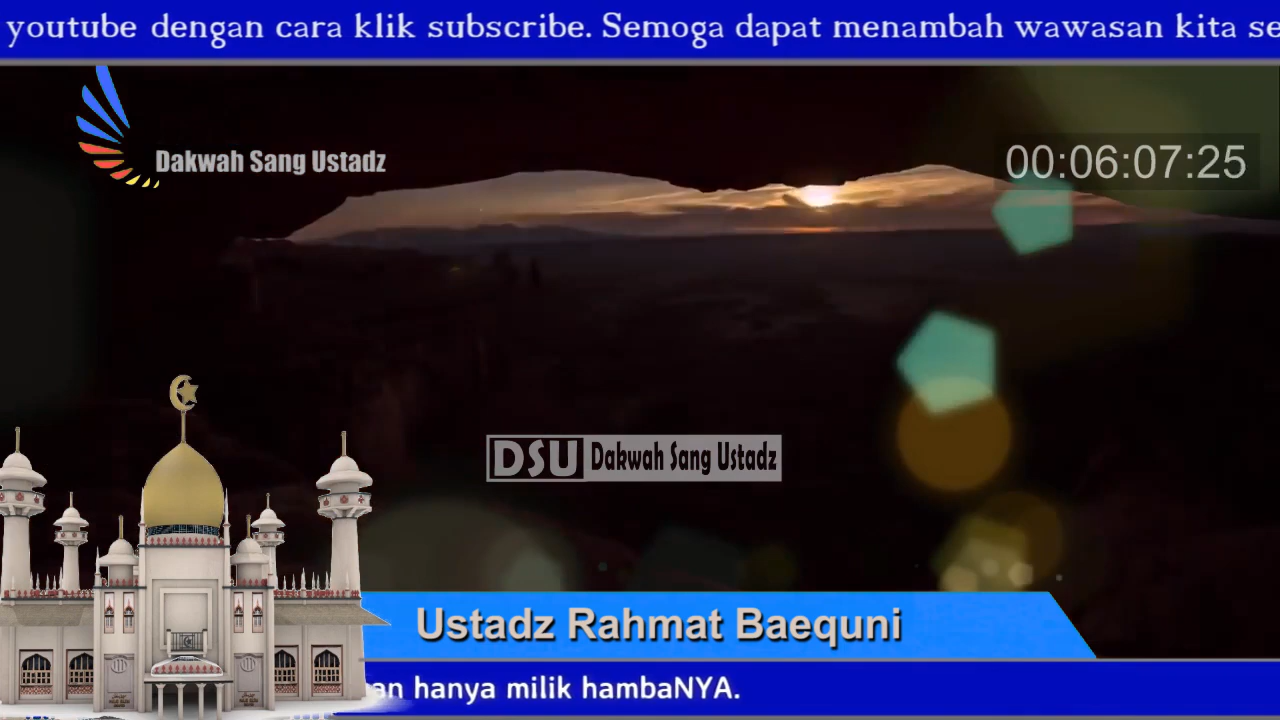 youtube dengan cara klik subscribe. Semoga dapat menambah wawasan kita se
Dakwah Sang Ustadz
00:06:07:25
DSU Dakwah Sang Ustadz
Ustadz Rahmat Baequni
an hanya milik hambaNYA.